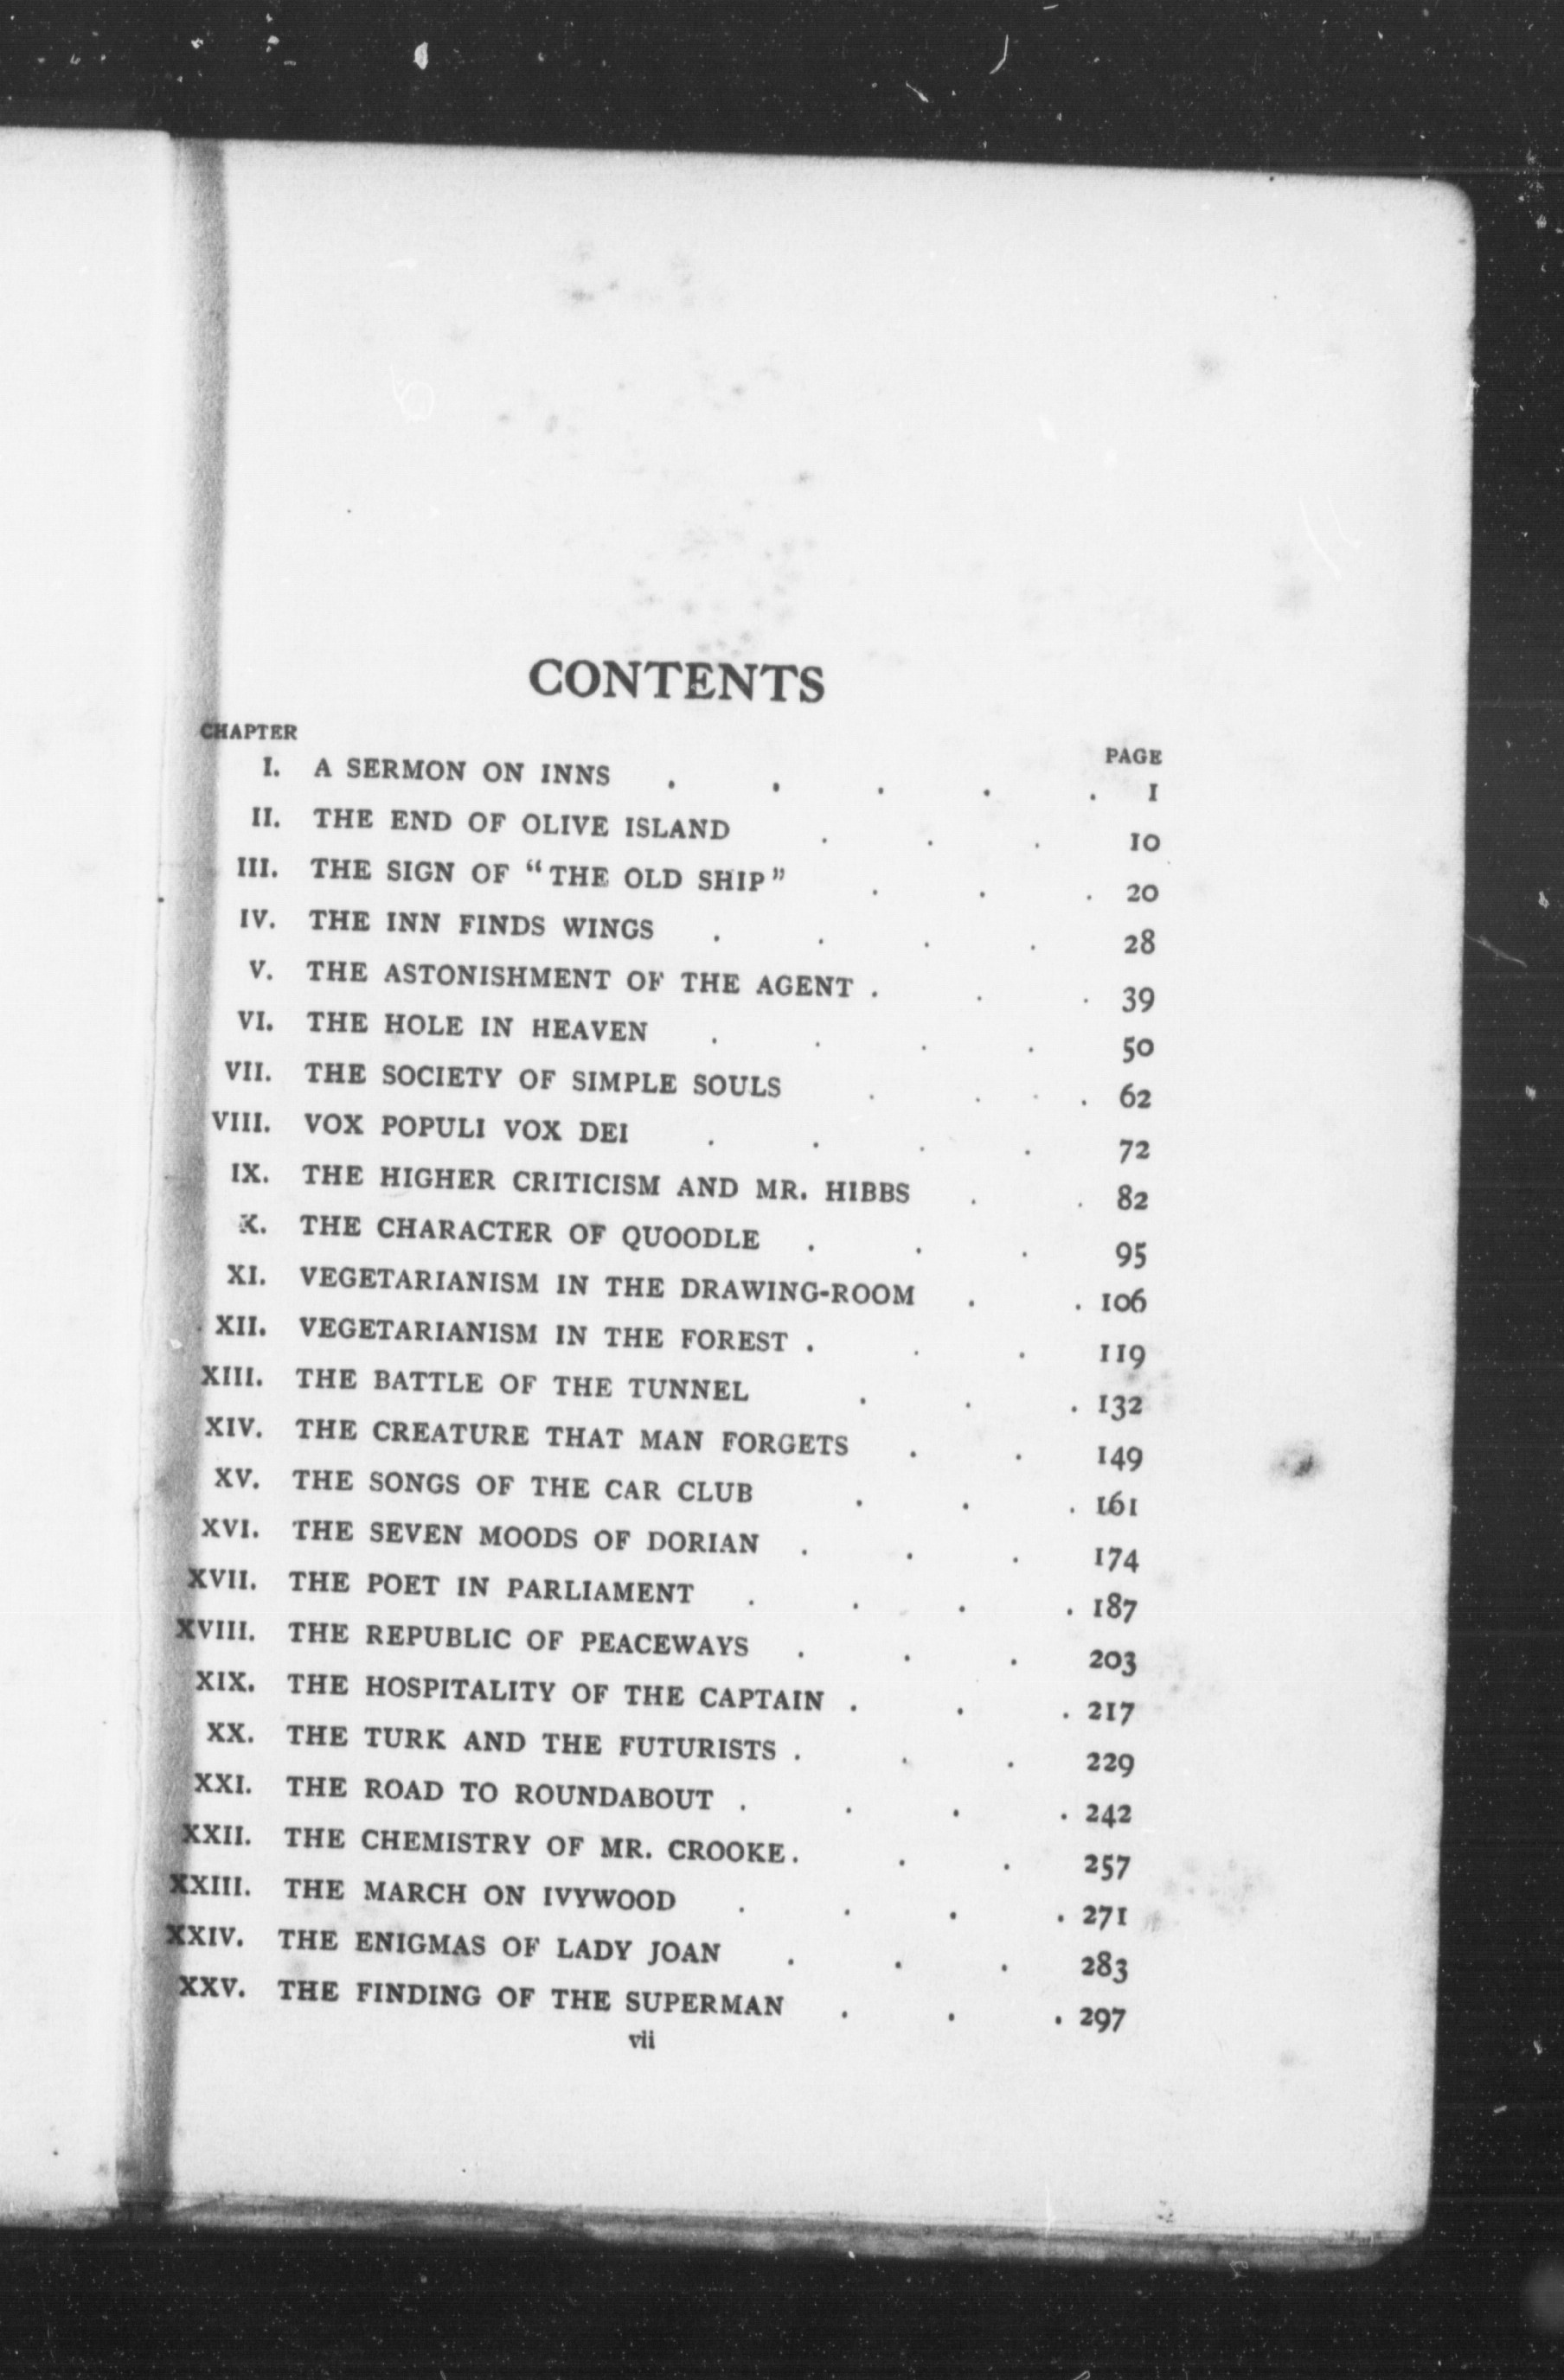 CONTENTS
CHAPTER PAGE
I. A SERMON ON INNS . . . . . 1
II. THE END OF OLIVE ISLAND . . . 10
III. THE SIGN OF “THE OLD SHIP” . . . 20
IV. THE INN FINDS WINGS . . . . 28
V. THE ASTONISHMENT OF THE AGENT . . . 39
VI. THE HOLE IN HEAVEN . . . . 50
VII. THE SOCIETY OF SIMPLE SOULS . . . 62
VIII. VOX POPULI VOX DEI . . . . 72
IX. THE HIGHER CRITICISM AND MR. HIBBS . . 82
X. THE CHARACTER OF QUOODLE . . . 95
XI. VEGETARIANISM IN THE DRAWING-ROOM . . 106
XII. VEGETARIANISM IN THE FOREST . . . 119
XIII. THE BATTLE OF THE TUNNEL . . . 132
XIV. THE CREATURE THAT MAN FORGETS . . 149
XV. THE SONGS OF THE CAR CLUB . . . 161
XVI. THE SEVEN MOODS OF DORIAN . . . 174
XVII. THE POET IN PARLIAMENT . . . . 187
XVIII. THE REPUBLIC OF PEACEWAYS . . . 203
XIX. THE HOSPITALITY OF THE CAPTAIN . . . 217
XX. THE TURK AND THE FUTURISTS . . . 229
XXI. THE ROAD TO ROUNDABOUT . . . . 242
XXII. THE CHEMISTRY OF MR. CROOKE . . . 257
XXIII. THE MARCH ON IVYWOOD . . . . 271
XXIV. THE ENIGMAS OF LADY JOAN . . . 283
XXV. THE FINDING OF THE SUPERMAN . . . 297
vii